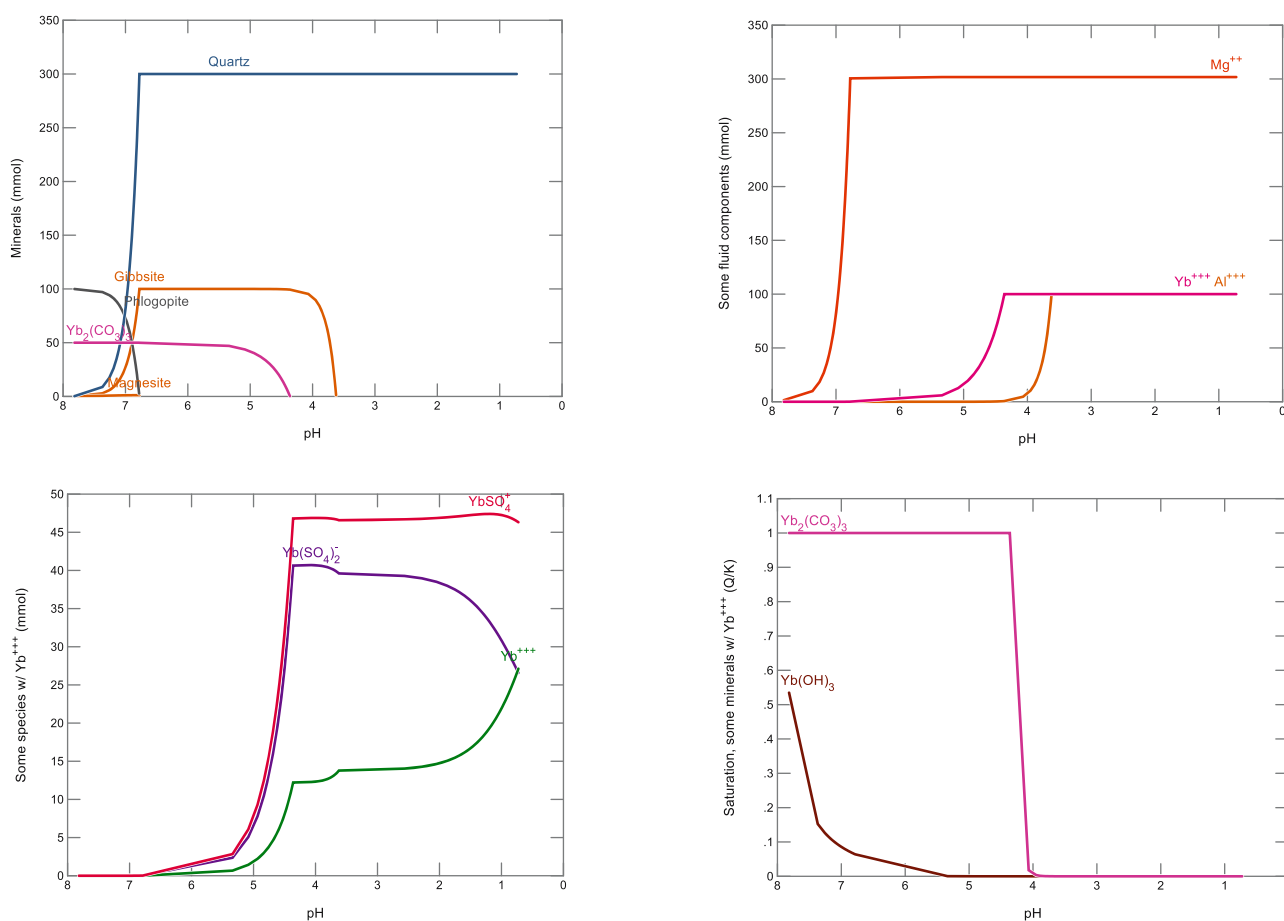 350
300
250
200
150
100
50
0
Minerals (mmol)
Quartz
Gibbsite
Phlogopite
Yb2(CO3)3
Magnesite
8 7 6 5 4 3 2 1 0
pH
350
300
250
200
150
100
50
0
Some fluid components (mmol)
Mg++
Yb+++ Al+++
8 7 6 5 4 3 2 1 0
pH
50
45
40
35
30
25
20
15
10
5
0
Some species w/ Yb+++ (mmol)
YbSO4+
Yb(SO4)2-
Yb+++
8 7 6 5 4 3 2 1 0
pH
1.1
1
.9
.8
.7
.6
.5
.4
.3
.2
.1
0
Saturation, some minerals w/ Yb+++ (Q/K)
Yb2(CO3)3
Yb(OH)3
8 7 6 5 4 3 2 1 0
pH